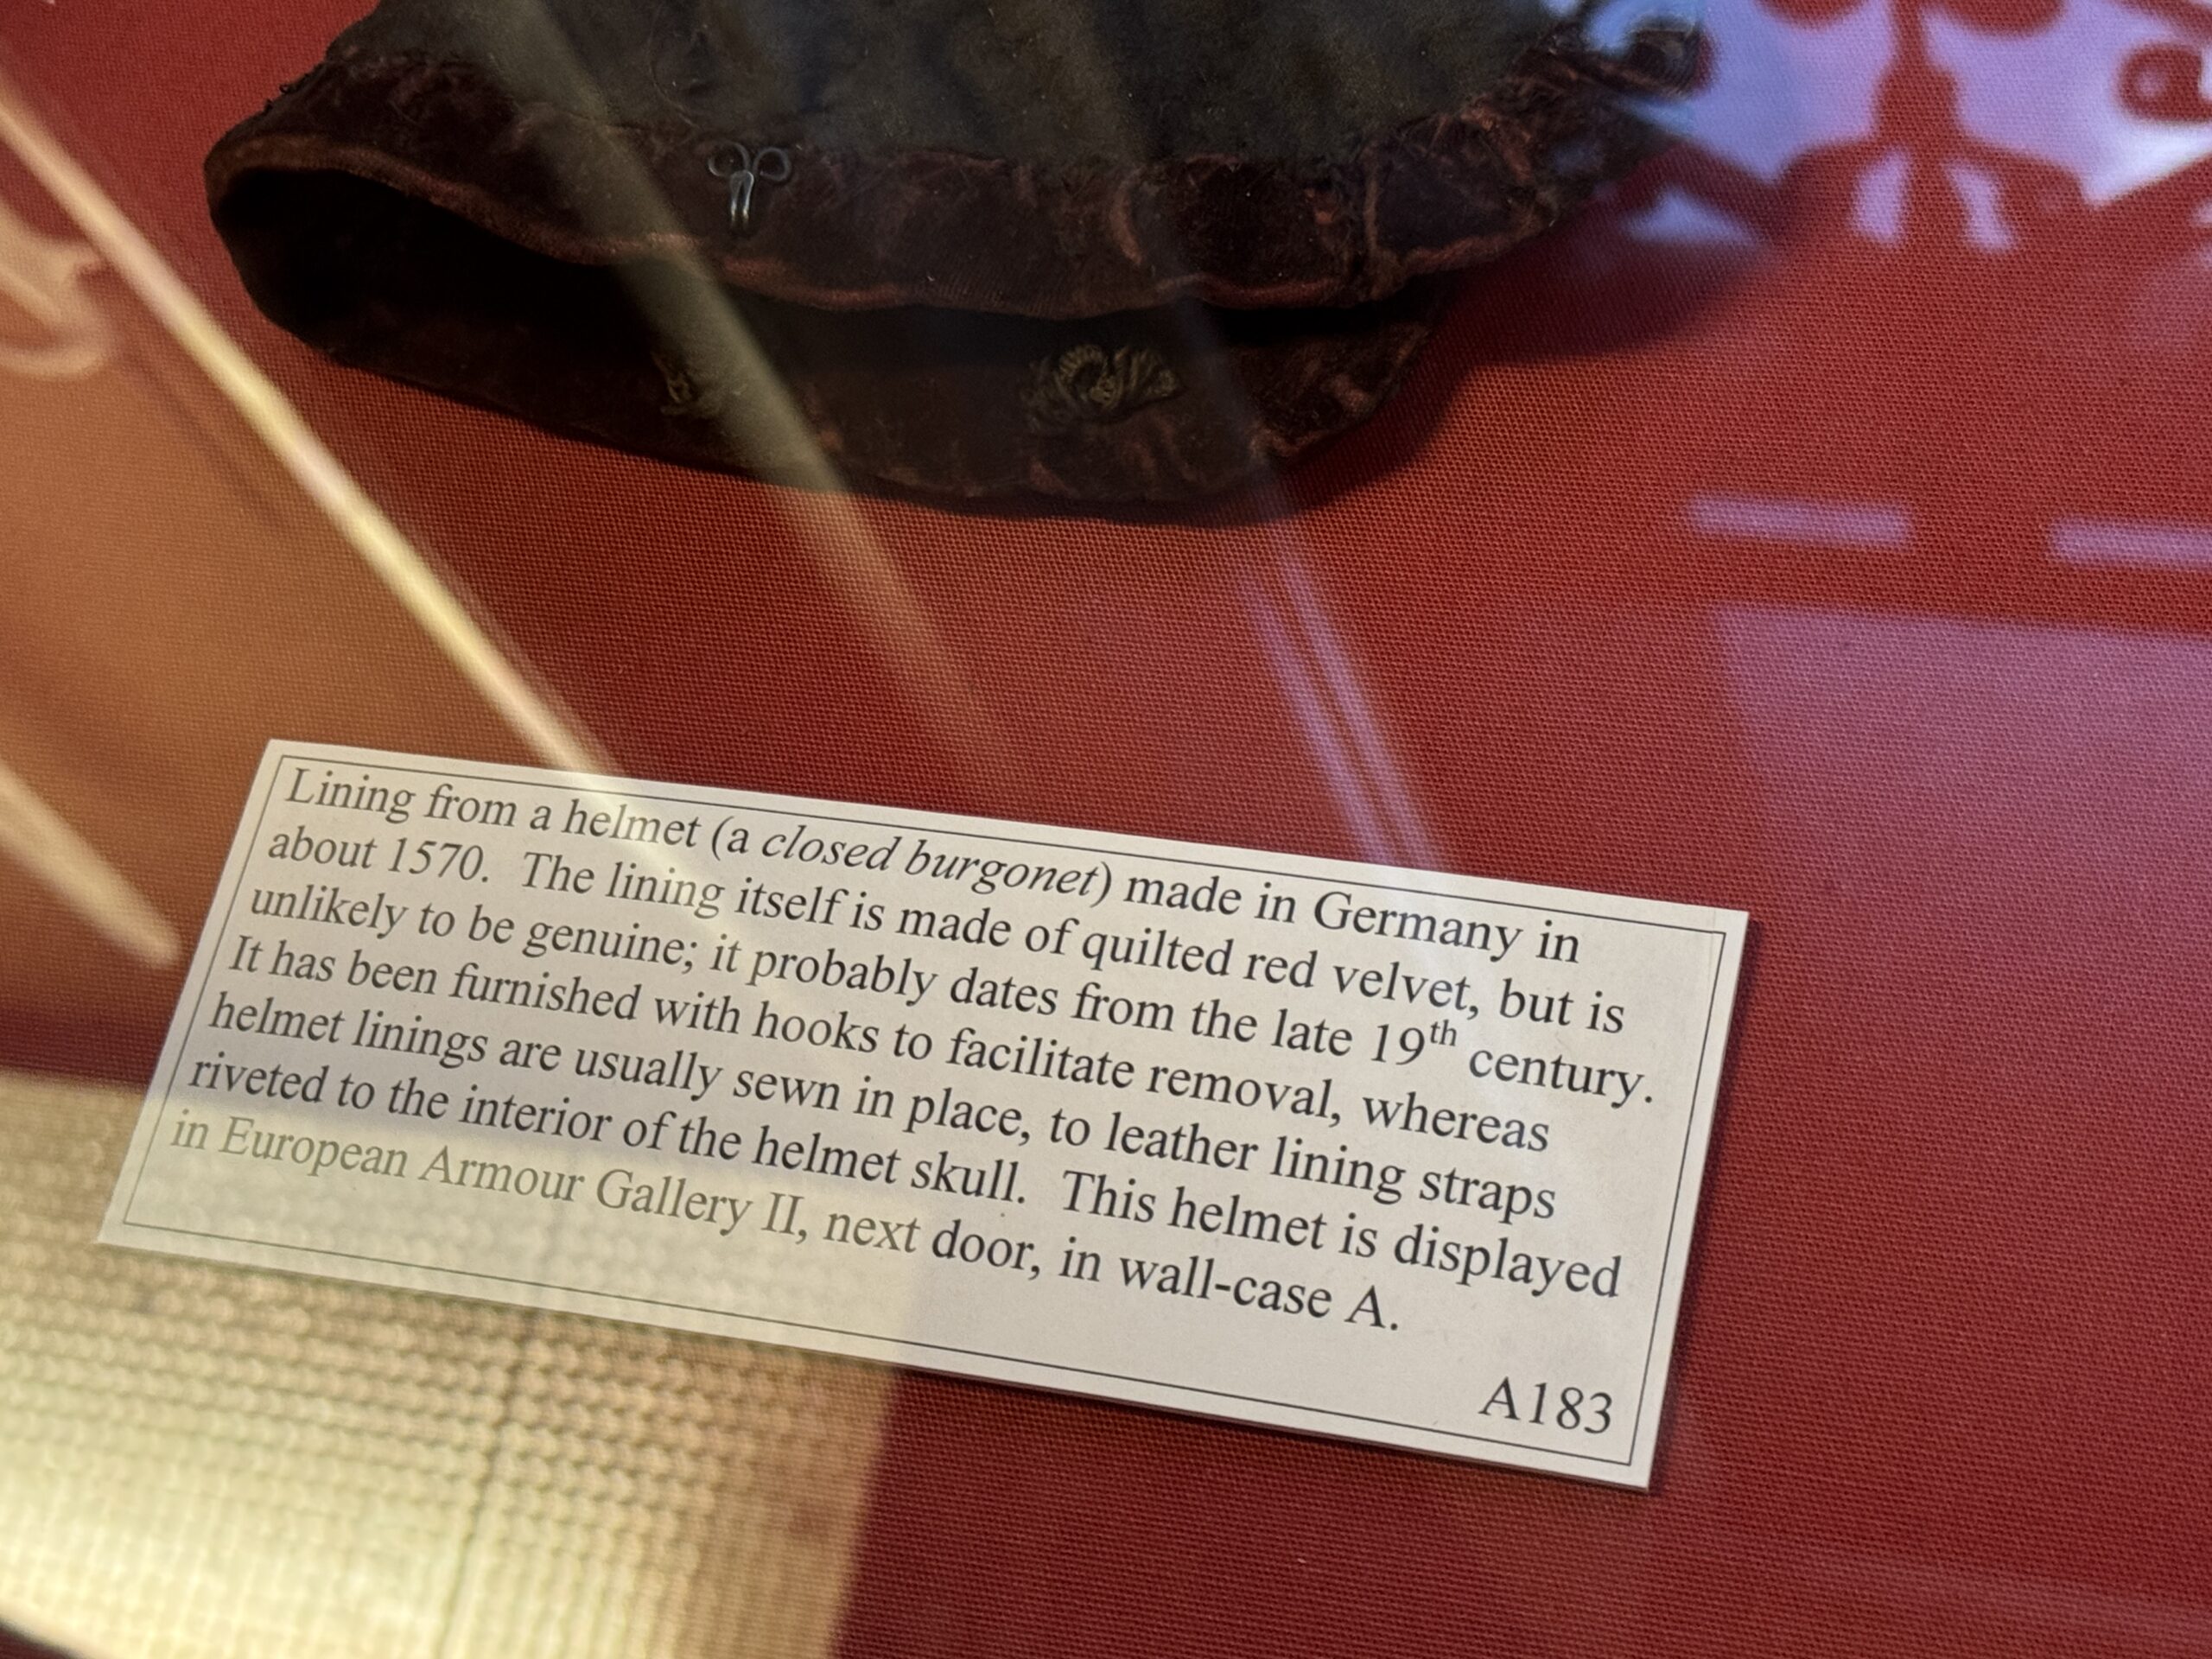 Lining from a helmet (a closed burgonet) made in Germany in
about 1570. The lining itself is made of quilted red velvet, but is
unlikely to be genuine; it probably dates from the late 19th century.
It has been furnished with hooks to facilitate removal, whereas
helmet linings are usually sewn in place, to leather lining straps
riveted to the interior of the helmet skull. This helmet is displayed
in European Armour Gallery II, next door, in wall-case A.
A183